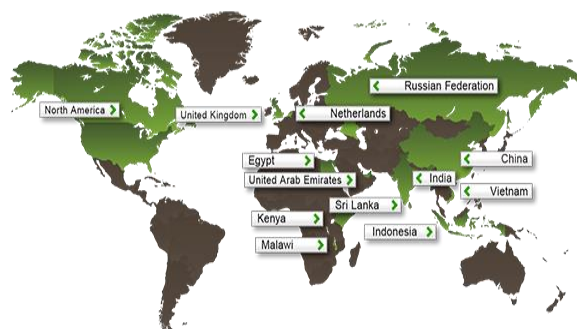 Russian Federation
North America
United Kingdom
Netherlands
Egypt
China
United Arab Emirates
India
Vietnam
Sri Lanka
Kenya
Indonesia
Malawi